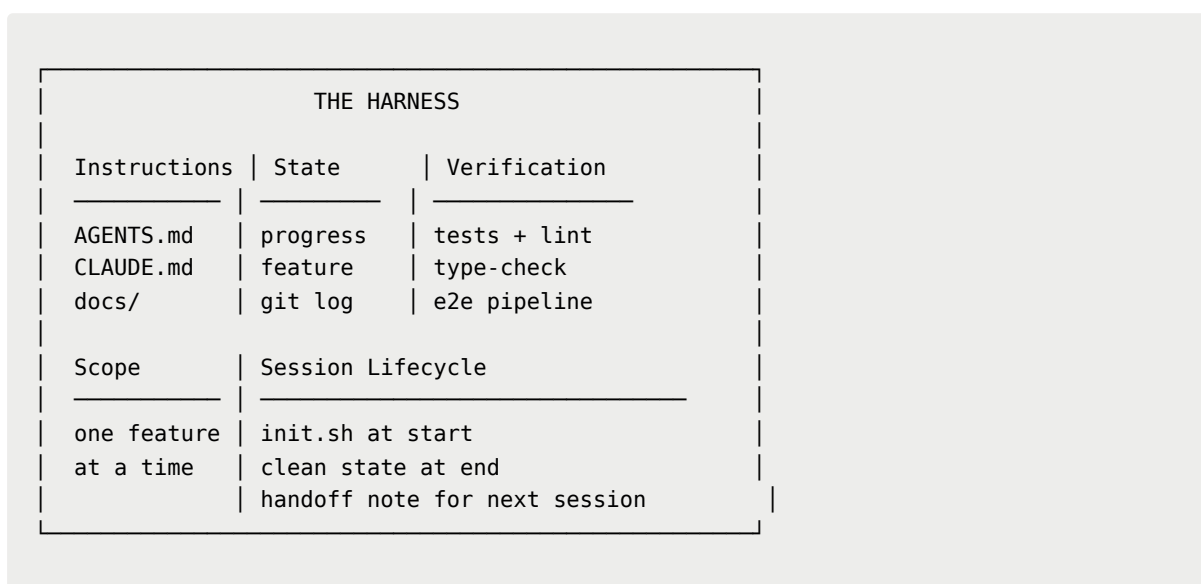 THE HARNESS
Instructions │ State │ Verification
AGENTS.md │ progress │ tests + lint
CLAUDE.md │ feature │ type-check
docs/ │ git log │ e2e pipeline
Scope │ Session Lifecycle
one feature │ init.sh at start
at a time │ clean state at end
│ handoff note for next session